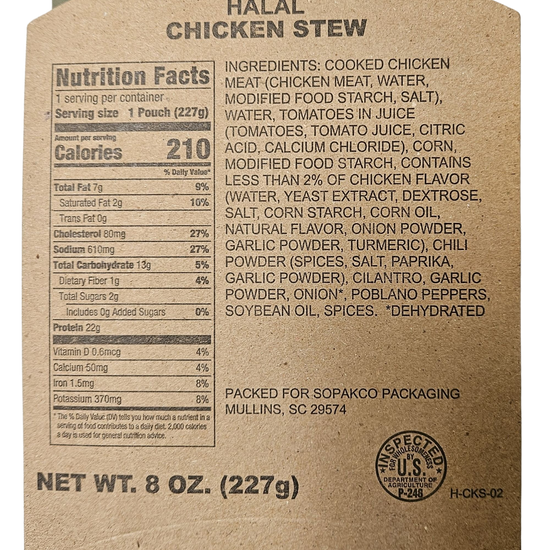 HALAL
CHICKEN STEW
Nutrition Facts
1 serving per container
Serving size 1 Pouch (227g)
Amount per serving
Calories 210
% Daily Value*
Total Fat 7g 9%
Saturated Fat 2g 10%
Trans Fat 0g
Cholesterol 80mg 27%
Sodium 610mg 27%
Total Carbohydrate 13g 5%
Dietary Fiber 1g 4%
Total Sugars 2g
Includes 0g Added Sugars 0%
Protein 22g
Vitamin D 0.6mcg 4%
Calcium 50mg 4%
Iron 1.5mg 8%
Potassium 370mg 8%
* The % Daily Value (DV) tells you how much a nutrient in a
serving of food contributes to a daily diet. 2,000 calories
a day is used for general nutrition advice.
INGREDIENTS: COOKED CHICKEN
MEAT (CHICKEN MEAT, WATER,
MODIFIED FOOD STARCH, SALT),
WATER, TOMATOES IN JUICE
(TOMATOES, TOMATO JUICE, CITRIC
ACID, CALCIUM CHLORIDE), CORN,
MODIFIED FOOD STARCH, CONTAINS
LESS THAN 2% OF CHICKEN FLAVOR
(WATER, YEAST EXTRACT, DEXTROSE,
SALT, CORN STARCH, CORN OIL,
NATURAL FLAVOR, ONION POWDER,
GARLIC POWDER, TURMERIC), CHILI
POWDER (SPICES, SALT, PAPRIKA,
GARLIC POWDER), CILANTRO, GARLIC
POWDER, ONION*, POBLANO PEPPERS,
SOYBEAN OIL, SPICES. *DEHYDRATED
PACKED FOR SOPAKCO PACKAGING
MULLINS, SC 29574
INSPECTED
FOR WHOLESOMENESS
BY
U.S.
DEPARTMENT OF
AGRICULTURE
P-248
H-CKS-02
NET WT. 8 OZ. (227g)